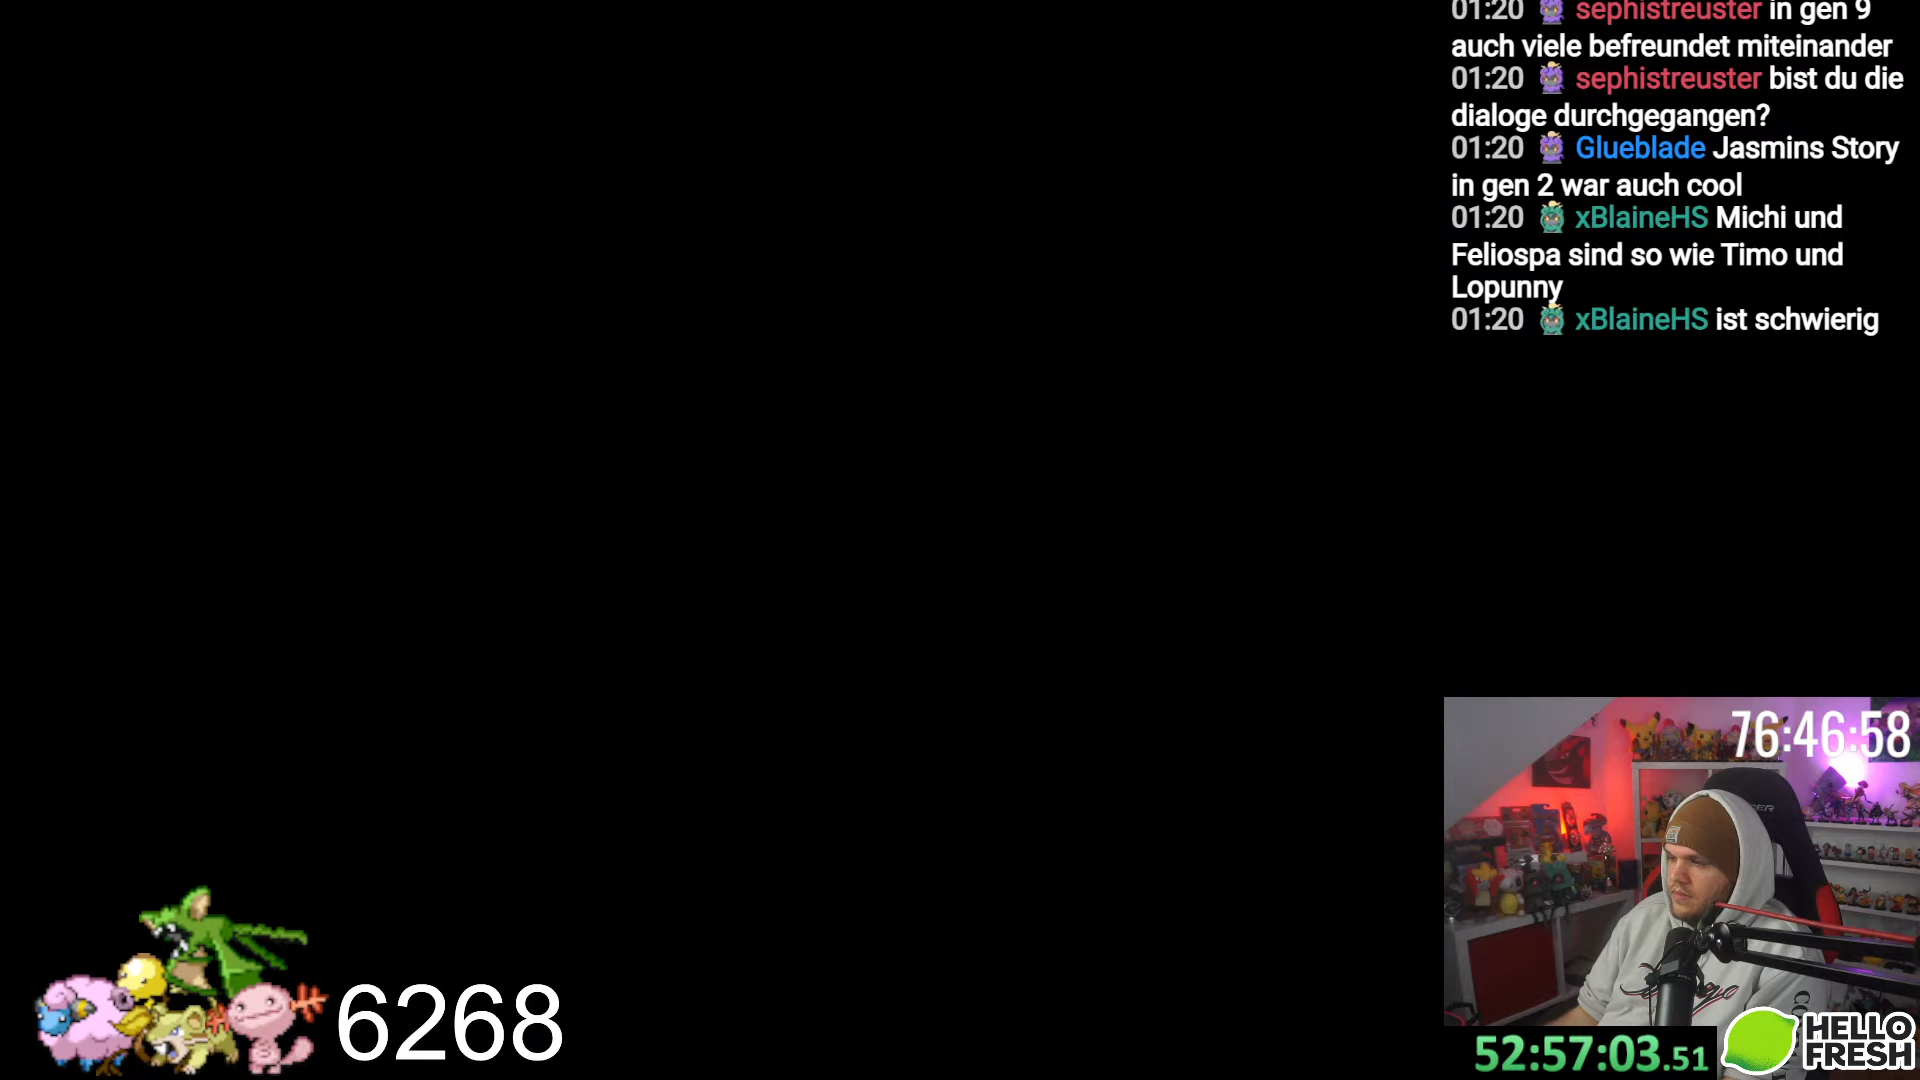 01:20 sephistreuster in gen 9
auch viele befreundet miteinander
01:20 sephistreuster bist du die
dialoge durchgegangen?
01:20 Glueblade Jasmins Story
in gen 2 war auch cool
01:20 xBlaineHS Michi und
Feliospa sind so wie Timo und
Lopunny
01:20 xBlaineHS ist schwierig
76:46:58
6268
52:57:03.51
HELLO
FRESH